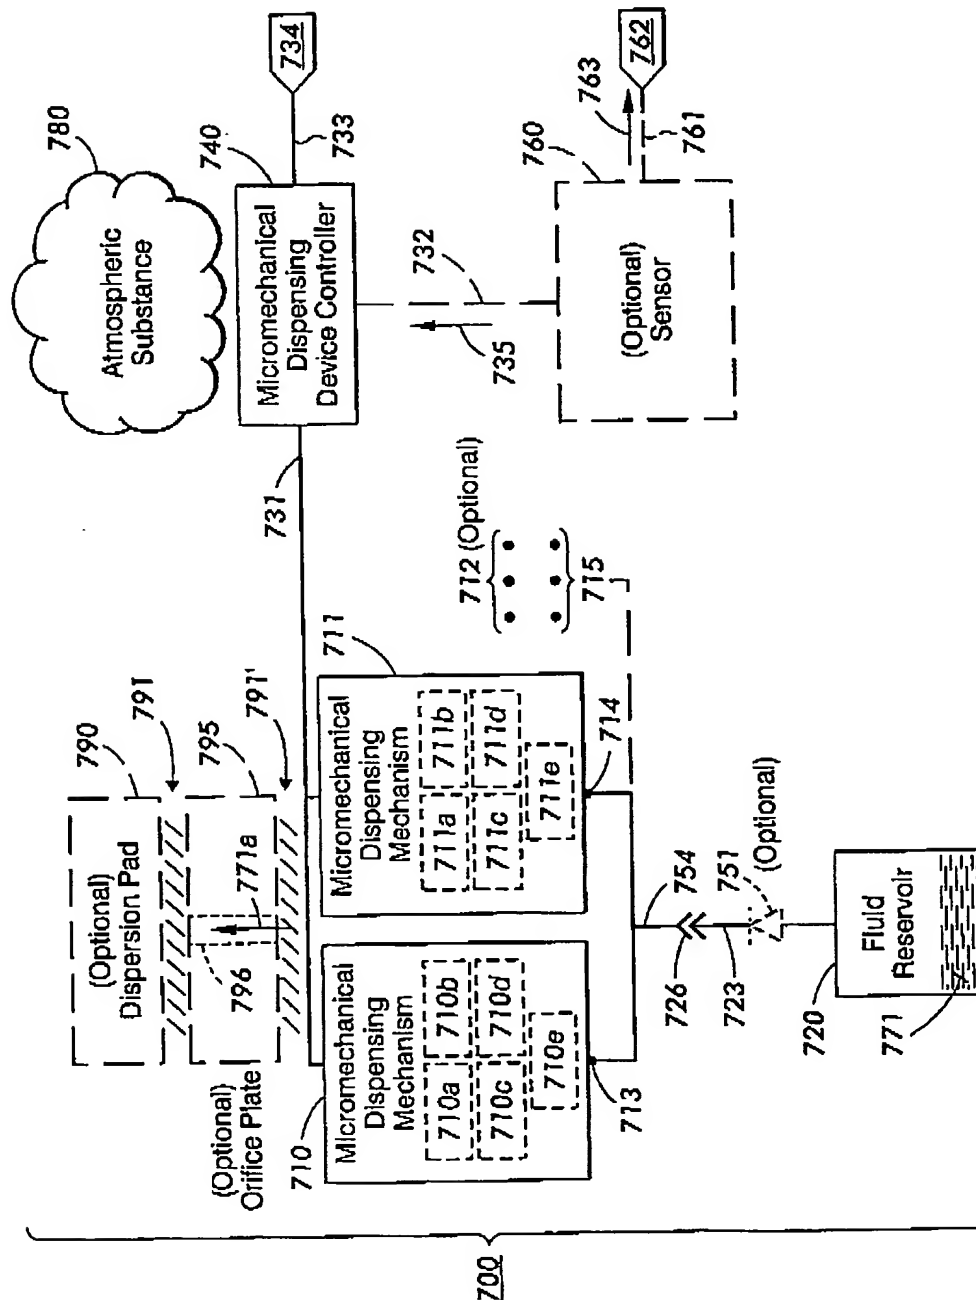 700
(Optional)
Dispersion Pad
790
791
(Optional)
Orifice Plate
796
771a
795
791'
710
Micromechanical
Dispensing
Mechanism
710a
710b
710c
710d
710e
713
711
Micromechanical
Dispensing
Mechanism
711a
711b
711c
711d
711e
714
712 (Optional)
715
731
780
Atmospheric
Substance
740
Micromechanical
Dispensing
Device Controller
733
734
732
735
760
(Optional)
Sensor
763
762
761
754
726
723
751
(Optional)
720
Fluid
Reservoir
771